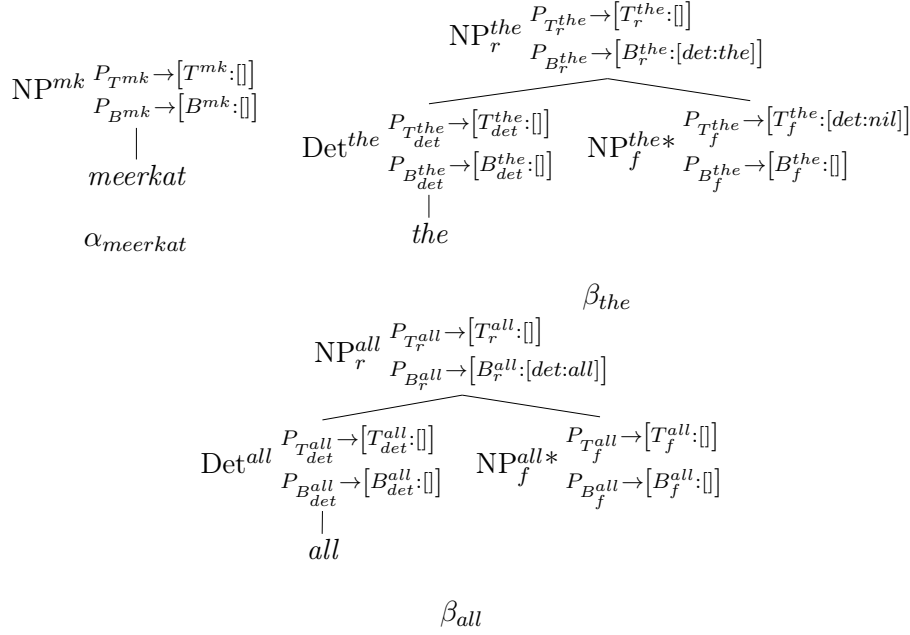 NP^{mk} P_{T^{mk}}→[T^{mk}:[]]
P_{B^{mk}}→[B^{mk}:[]]
meerkat
α_{meerkat}
NP_r^{the} P_{T_r^{the}}→[T_r^{the}:[]]
P_{B_r^{the}}→[B_r^{the}:[det:the]]
Det^{the} P_{T_{det}^{the}}→[T_{det}^{the}:[]]
P_{B_{det}^{the}}→[B_{det}^{the}:[]]
the
NP_f^{the*} P_{T_f^{the}}→[T_f^{the}:[det:nil]]
P_{B_f^{the}}→[B_f^{the}:[]]
β_{the}
NP_r^{all} P_{T_r^{all}}→[T_r^{all}:[]]
P_{B_r^{all}}→[B_r^{all}:[det:all]]
Det^{all} P_{T_{det}^{all}}→[T_{det}^{all}:[]]
P_{B_{det}^{all}}→[B_{det}^{all}:[]]
all
NP_f^{all*} P_{T_f^{all}}→[T_f^{all}:[]]
P_{B_f^{all}}→[B_f^{all}:[]]
β_{all}